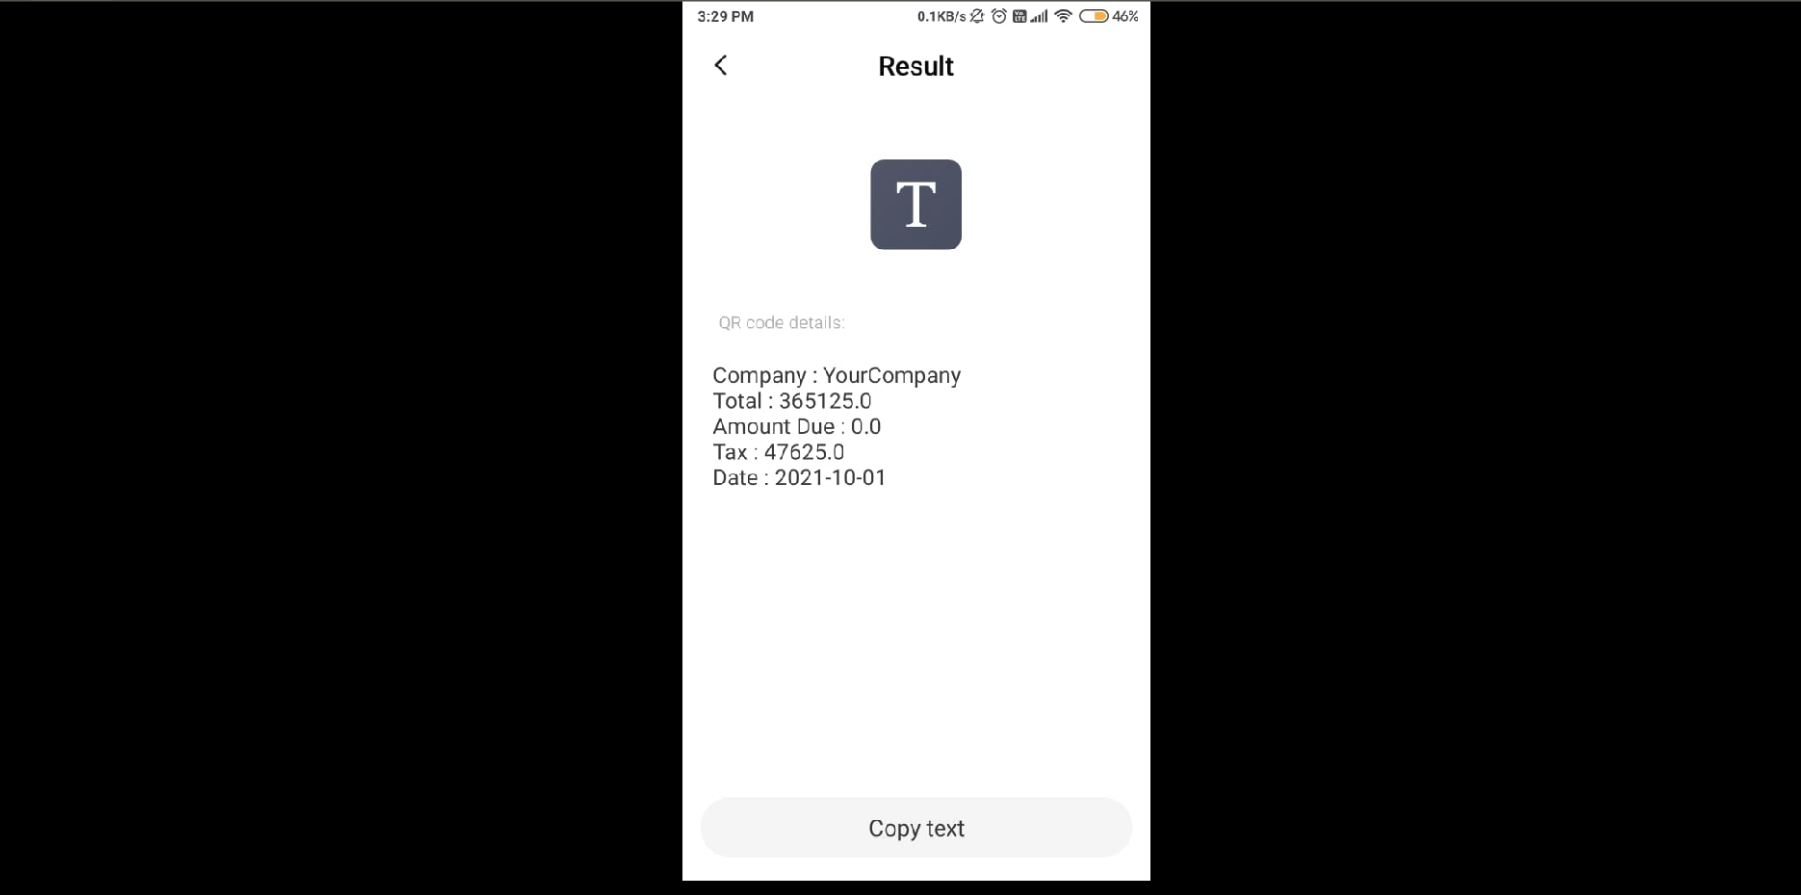 3:29 PM 0.1KB/s 46%
Result
T
QR code details:
Company : YourCompany
Total : 365125.0
Amount Due : 0.0
Tax : 47625.0
Date : 2021-10-01
Copy text